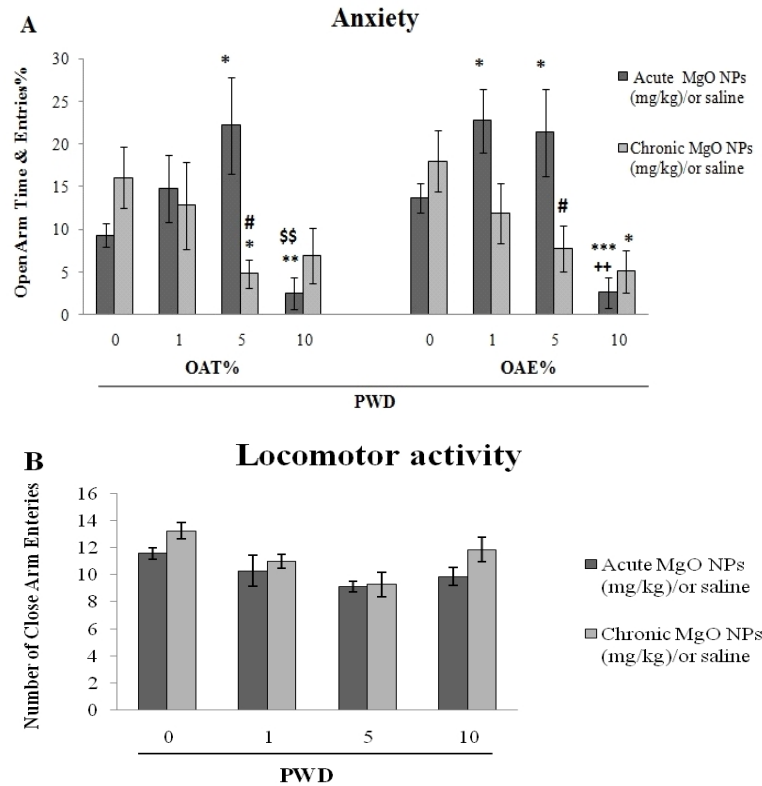 A
Anxiety
Open Arm Time & Entries%
30
25
20
15
10
5
0
*
#
*
$$
**
*
*
#
***
++
*
Acute MgO NPs
(mg/kg)/or saline
Chronic MgO NPs
(mg/kg)/or saline
0 1 5 10 0 1 5 10
OAT% OAE%
PWD
B
Locomotor activity
Number of Close Arm Enteries
16
14
12
10
8
6
4
2
0
Acute MgO NPs
(mg/kg)/or saline
Chronic MgO NPs
(mg/kg)/or saline
0 1 5 10
PWD